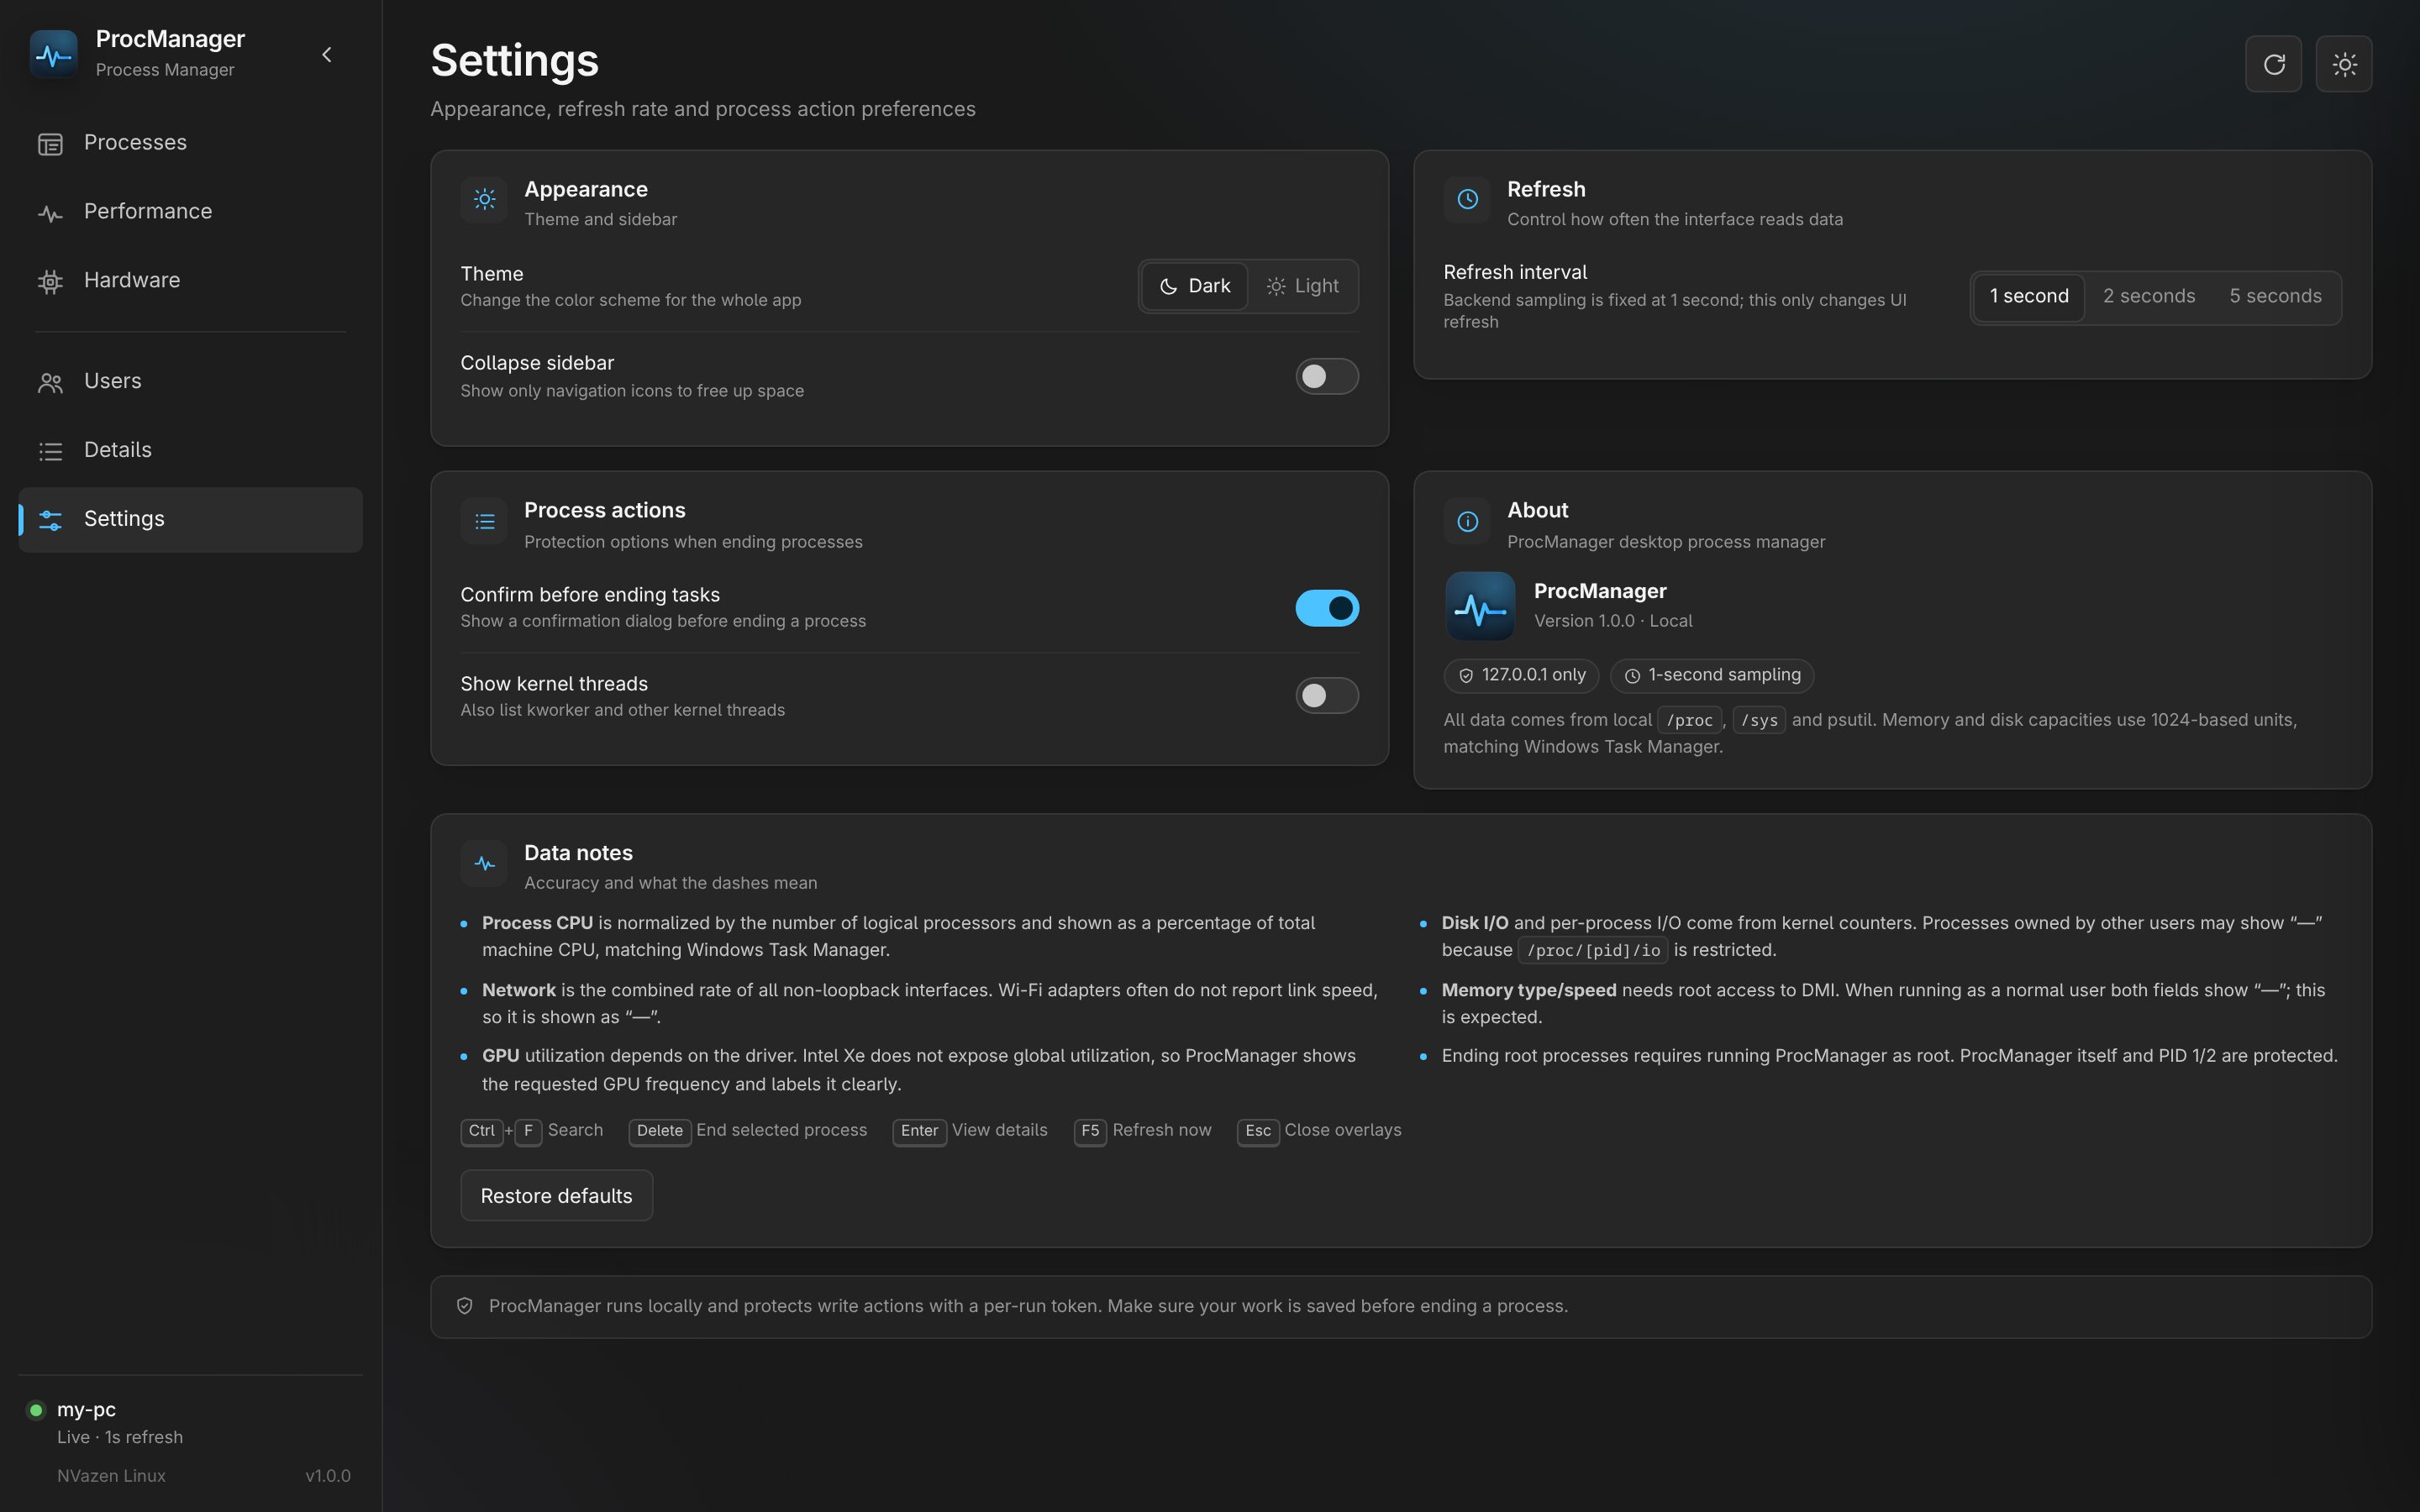 ProcManager
Process Manager
Processes
Performance
Hardware
Users
Details
Settings
my-pc
Live · 1s refresh
NVazen Linux v1.0.0
Settings
Appearance, refresh rate and process action preferences
Appearance
Theme and sidebar
Theme
Change the color scheme for the whole app
Dark Light
Collapse sidebar
Show only navigation icons to free up space
Refresh
Control how often the interface reads data
Refresh interval
Backend sampling is fixed at 1 second; this only changes UI
refresh
1 second 2 seconds 5 seconds
Process actions
Protection options when ending processes
Confirm before ending tasks
Show a confirmation dialog before ending a process
Show kernel threads
Also list kworker and other kernel threads
About
ProcManager desktop process manager
ProcManager
Version 1.0.0 · Local
127.0.0.1 only 1-second sampling
All data comes from local /proc, /sys and psutil. Memory and disk capacities use 1024-based units,
matching Windows Task Manager.
Data notes
Accuracy and what the dashes mean
Process CPU is normalized by the number of logical processors and shown as a percentage of total
machine CPU, matching Windows Task Manager.
Disk I/O and per-process I/O come from kernel counters. Processes owned by other users may show “—”
because /proc/[pid]/io is restricted.
Network is the combined rate of all non-loopback interfaces. Wi-Fi adapters often do not report link speed,
so it is shown as “—”.
Memory type/speed needs root access to DMI. When running as a normal user both fields show “—”; this
is expected.
GPU utilization depends on the driver. Intel Xe does not expose global utilization, so ProcManager shows
the requested GPU frequency and labels it clearly.
Ending root processes requires running ProcManager as root. ProcManager itself and PID 1/2 are protected.
Ctrl+F Search Delete End selected process Enter View details F5 Refresh now Esc Close overlays
Restore defaults
ProcManager runs locally and protects write actions with a per-run token. Make sure your work is saved before ending a process.